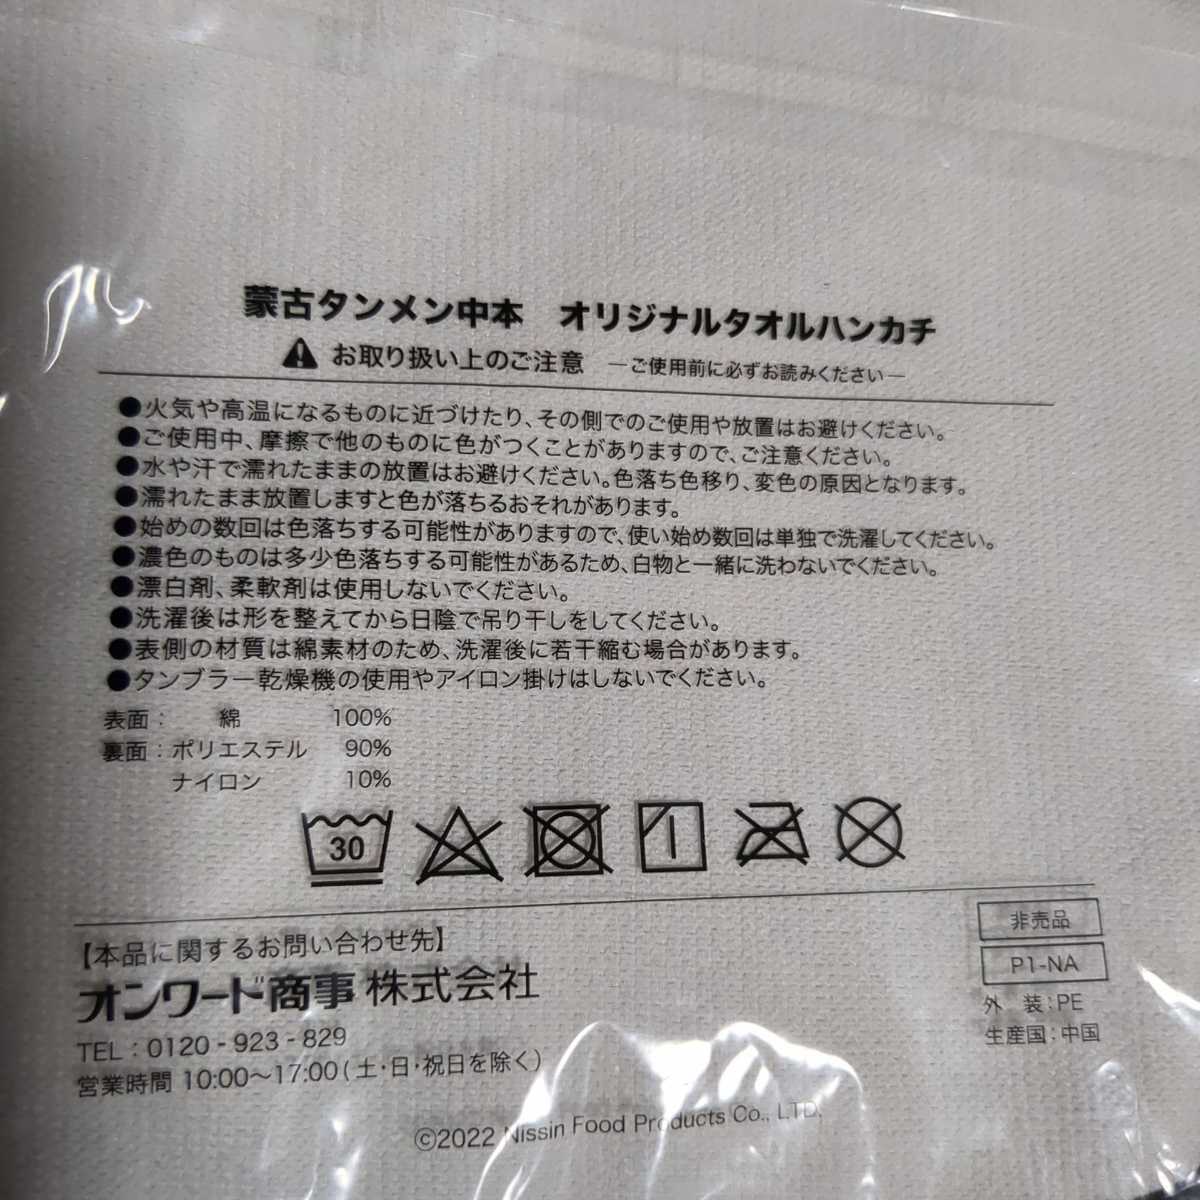 蒙古タンメン中本　オリジナルタオルハンカチ
お取り扱い上のご注意　―ご使用前に必ずお読みください―
●火気や高温になるものに近づけたり、その側でのご使用や放置はお避けください。
●ご使用中、摩擦で他のものに色がつくことがありますので、ご注意ください。
●水や汗で濡れたままの放置はお避けください。色落ち色移り、変色の原因となります。
●濡れたまま放置しますと色が落ちるおそれがあります。
●始めの数回は色落ちする可能性がありますので、使い始め数回は単独で洗濯してください。
●濃色のものは多少色落ちする可能性があるため、白物と一緒に洗わないでください。
●漂白剤、柔軟剤は使用しないでください。
●洗濯後は形を整えてから日陰で吊り干しをしてください。
●表側の材質は綿素材のため、洗濯後に若干縮む場合があります。
●タンブラー乾燥機の使用やアイロン掛けはしないでください。
表面：　綿　100%
裏面：ポリエステル　90%
ナイロン　10%
30
【本品に関するお問い合わせ先】
オンワード商事 株式会社
TEL：0120 - 923 - 829
営業時間 10:00〜17:00（土・日・祝日を除く）
非売品
P1-NA
外　装：PE
生産国：中国
©2022 Nissin Food Products Co., LTD.